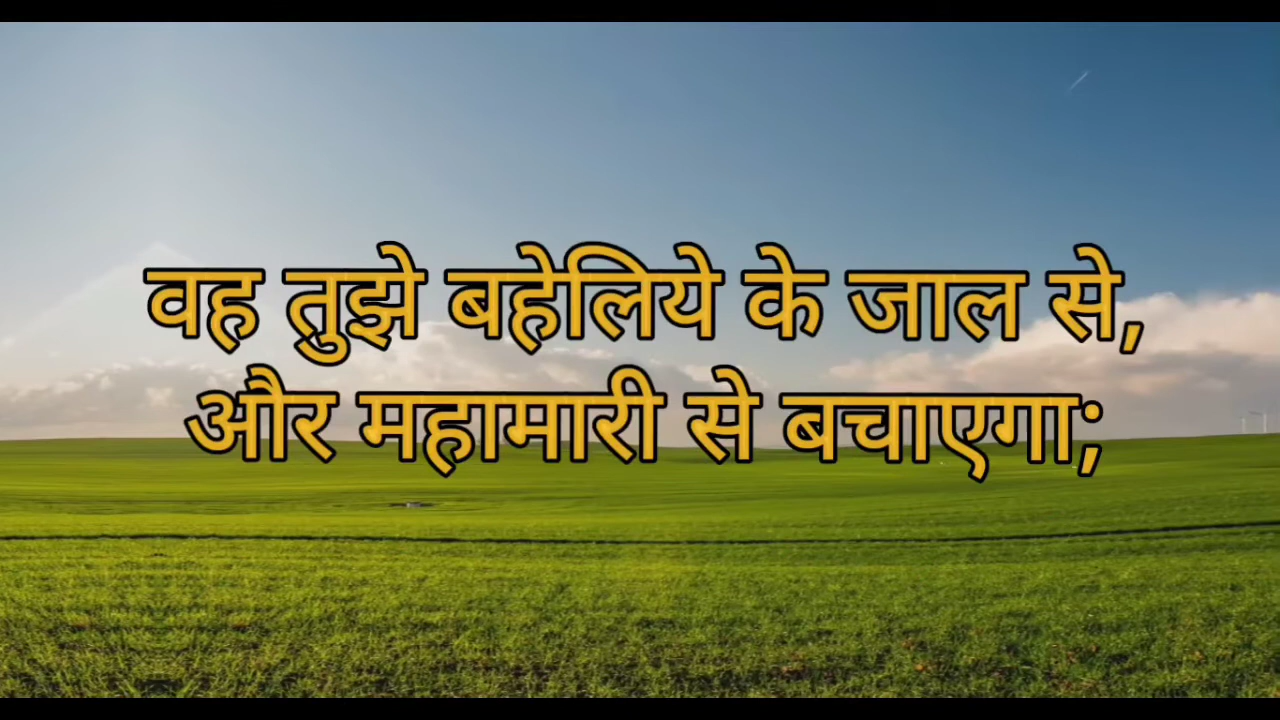 वह तुझे बहेलिये के जाल से,
और महामारी से बचाएगा;